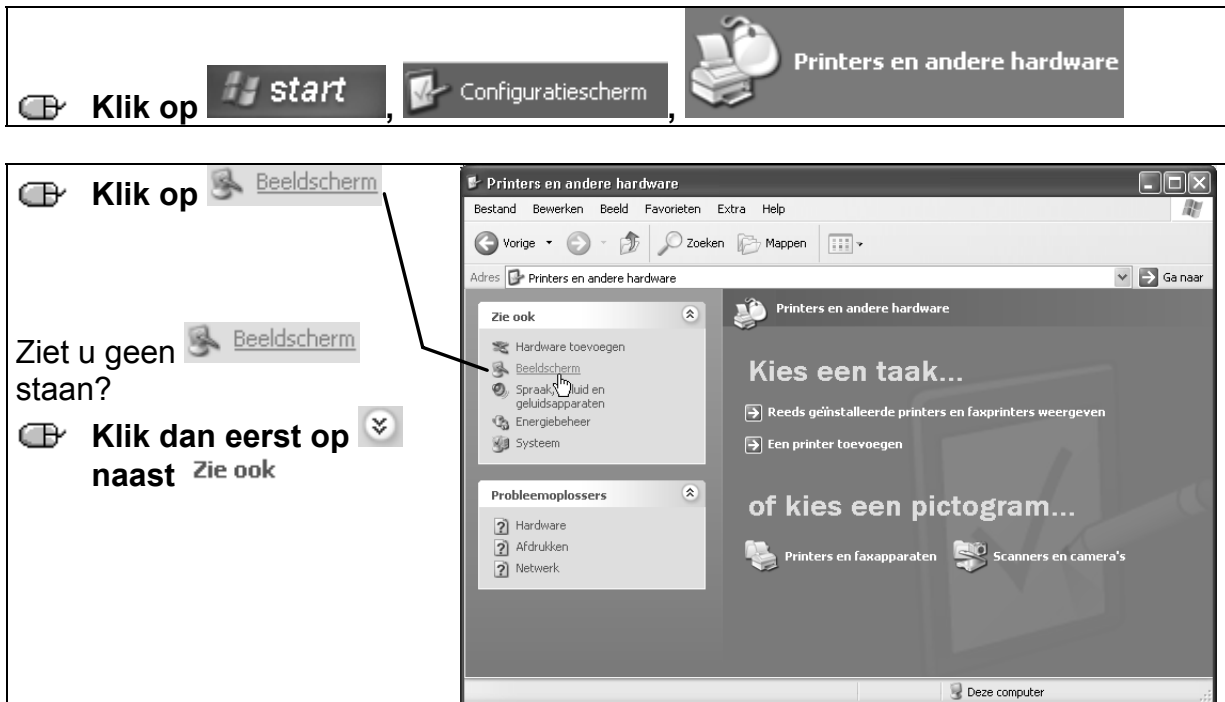 Klik op start, Configuratiescherm, Printers en andere hardware
Klik op Beeldscherm
Ziet u geen Beeldscherm
staan?
Klik dan eerst op
naast Zie ook
Printers en andere hardware
Bestand Bewerken Beeld Favorieten Extra Help
Vorige Zoeken Mappen
Adres Printers en andere hardware Ga naar
Zie ook
Hardware toevoegen
Beeldscherm
Spraak, geluid en
geluidsapparaten
Energiebeheer
Systeem
Probleemoplossers
Hardware
Afdrukken
Netwerk
Printers en andere hardware
Kies een taak...
Reeds geïnstalleerde printers en faxprinters weergeven
Een printer toevoegen
of kies een pictogram...
Printers en faxapparaten Scanners en camera's
Deze computer